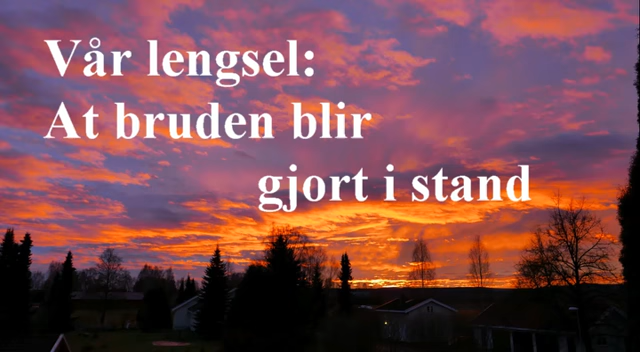 Vår lengsel:
At bruden blir
gjort i stand